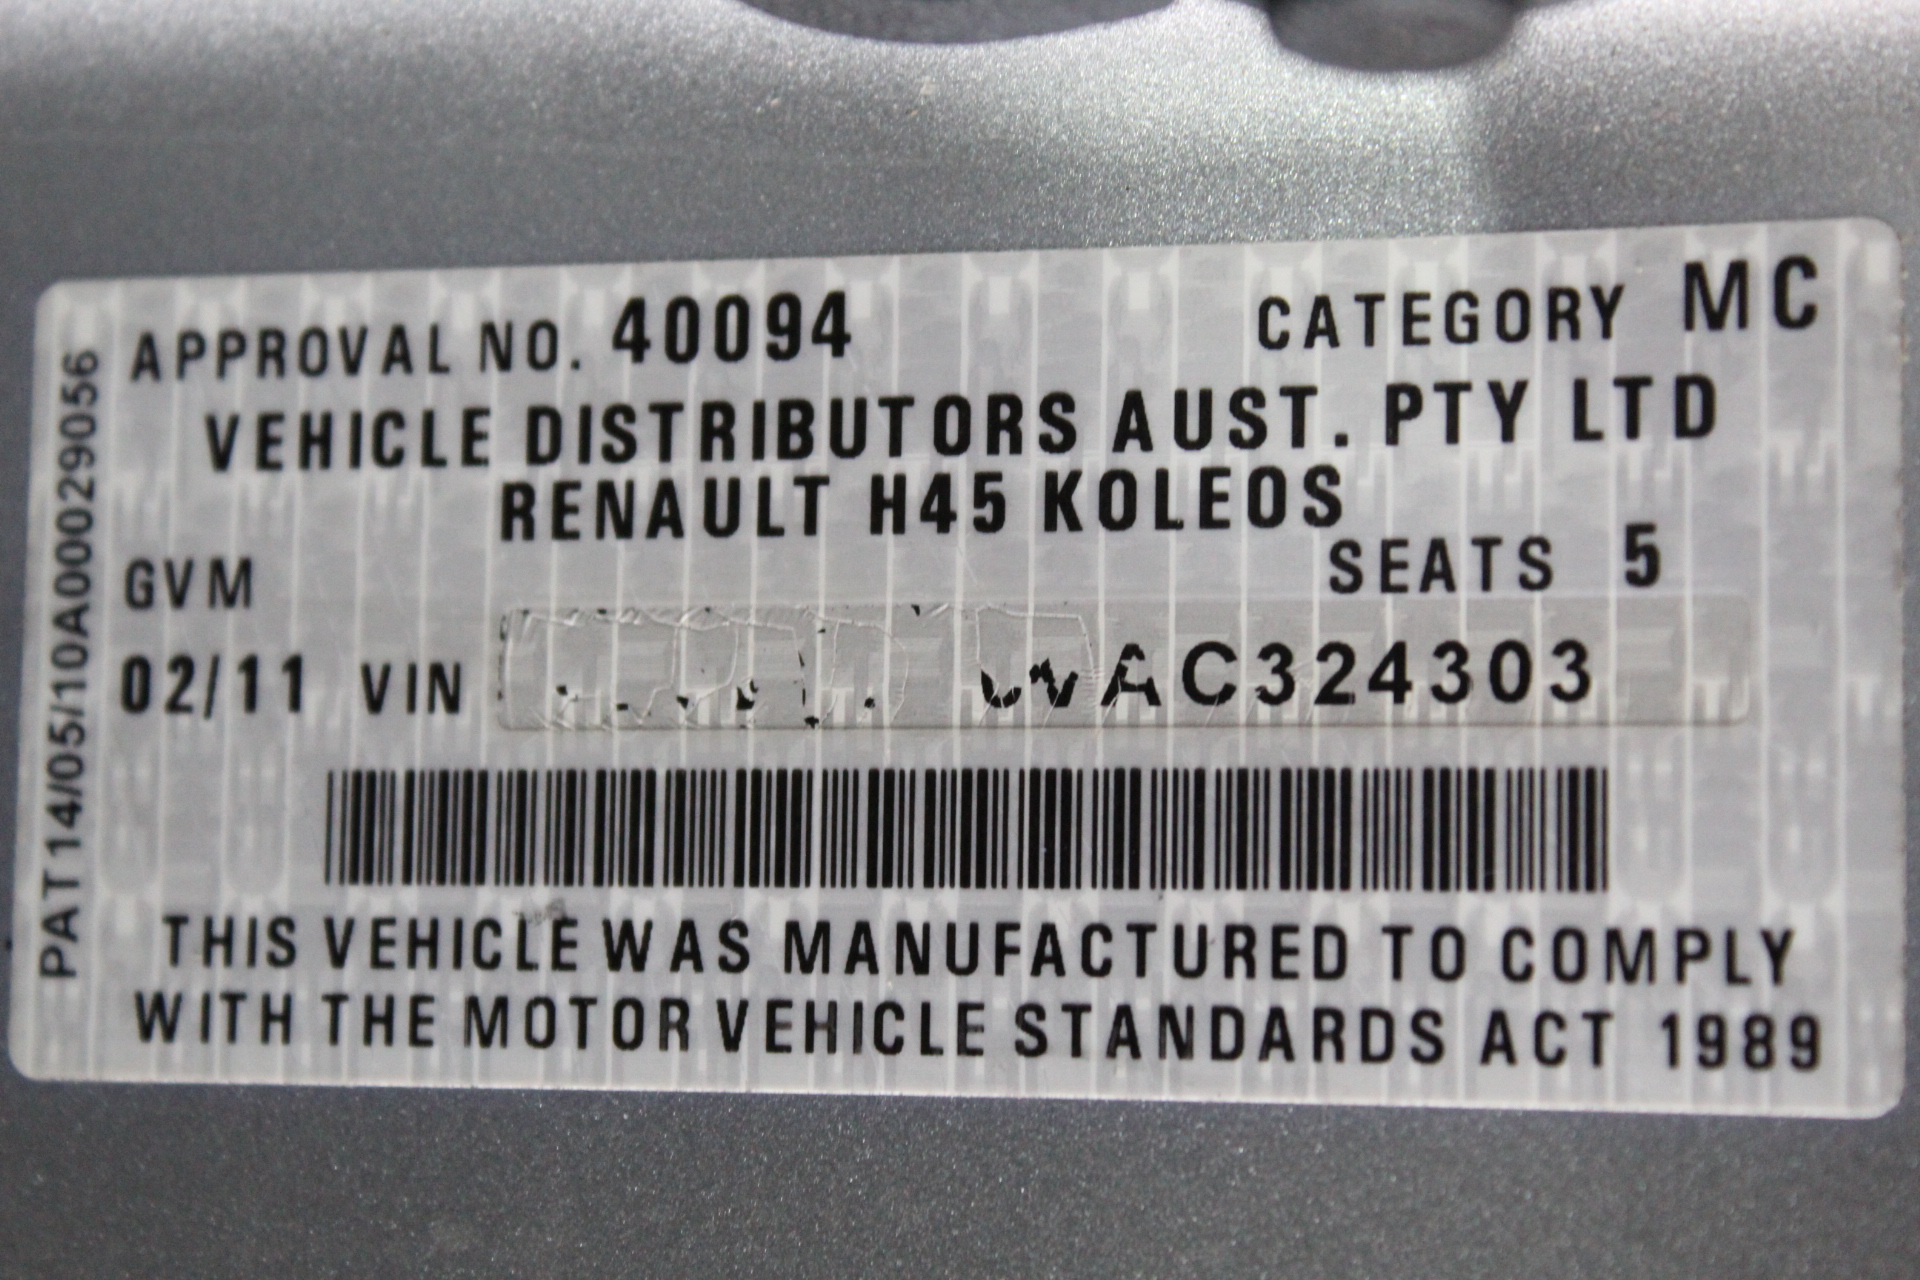 APPROVAL NO. 40094 CATEGORY MC
VEHICLE DISTRIBUTORS AUST. PTY LTD
RENAULT H45 KOLEOS
SEATS 5
GVM
02/11 VIN AC324303
THIS VEHICLE WAS MANUFACTURED TO COMPLY
WITH THE MOTOR VEHICLE STANDARDS ACT 1989
PAT14/05/10A000029056